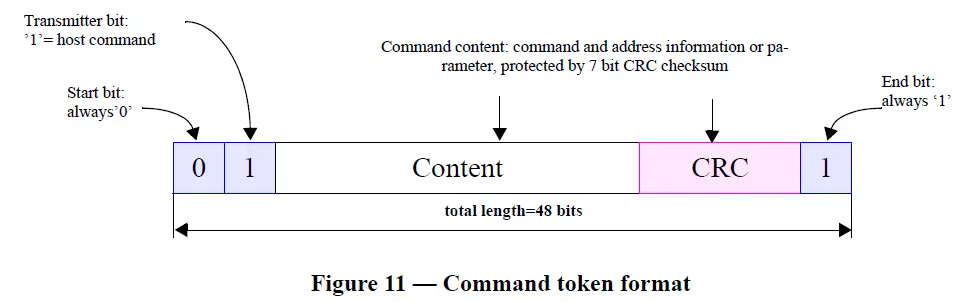 Transmitter bit:
’1’= host command
Command content: command and address information or pa-
rameter, protected by 7 bit CRC checksum
Start bit:
always’0’
End bit:
always ‘1’
0 1 Content CRC 1
total length=48 bits
Figure 11 — Command token format